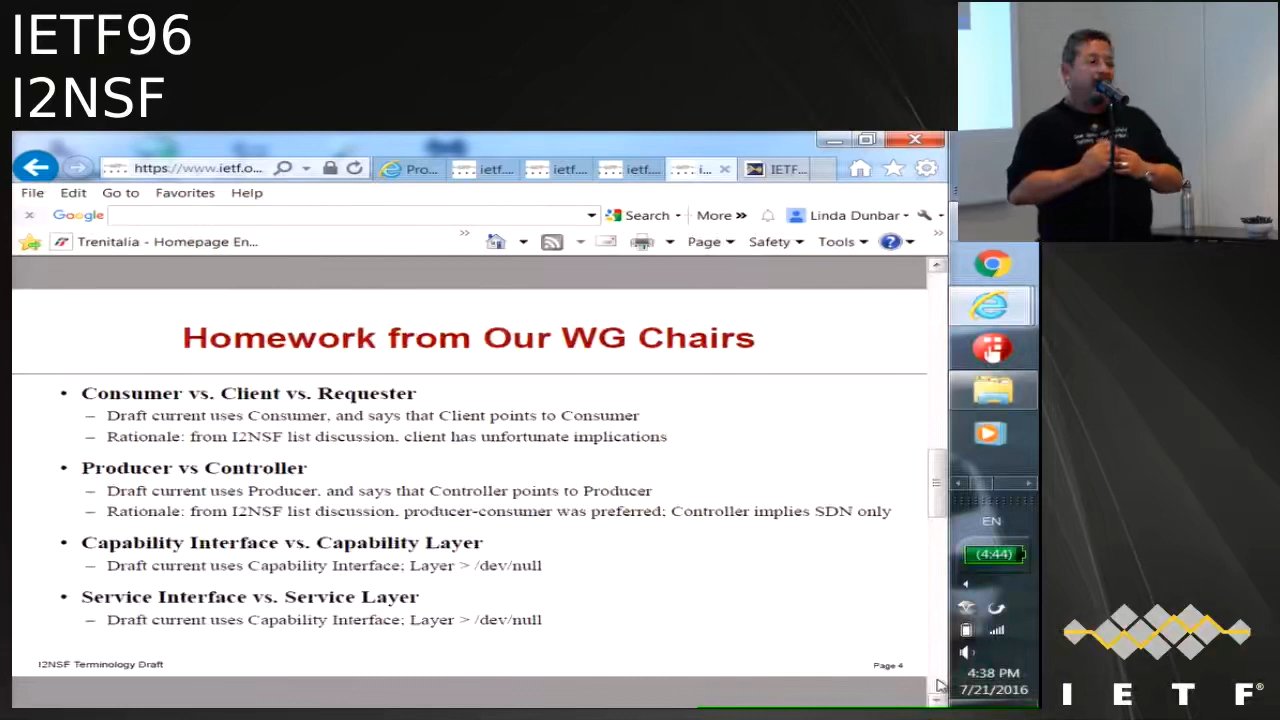 IETF96
I2NSF
https://www.ietf.o...
Pro...
ietf....
ietf....
ietf....
i...
IETF...
File Edit Go to Favorites Help
Google
Search
More »
Linda Dunbar
Trenitalia - Homepage En...
Page
Safety
Tools
Homework from Our WG Chairs
• Consumer vs. Client vs. Requester
– Draft current uses Consumer, and says that Client points to Consumer
– Rationale: from I2NSF list discussion, client has unfortunate implications
• Producer vs Controller
– Draft current uses Producer, and says that Controller points to Producer
– Rationale: from I2NSF list discussion, producer-consumer was preferred; Controller implies SDN only
• Capability Interface vs. Capability Layer
– Draft current uses Capability Interface; Layer > /dev/null
• Service Interface vs. Service Layer
– Draft current uses Capability Interface; Layer > /dev/null
I2NSF Terminology Draft
Page 4
EN
(4:44)
4:38 PM
7/21/2016
I E T F®